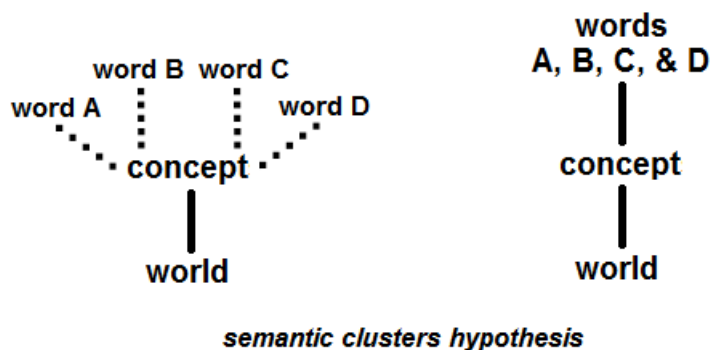 words
A, B, C, & D
word B word C
word A
word D
concept
concept
world
world
semantic clusters hypothesis